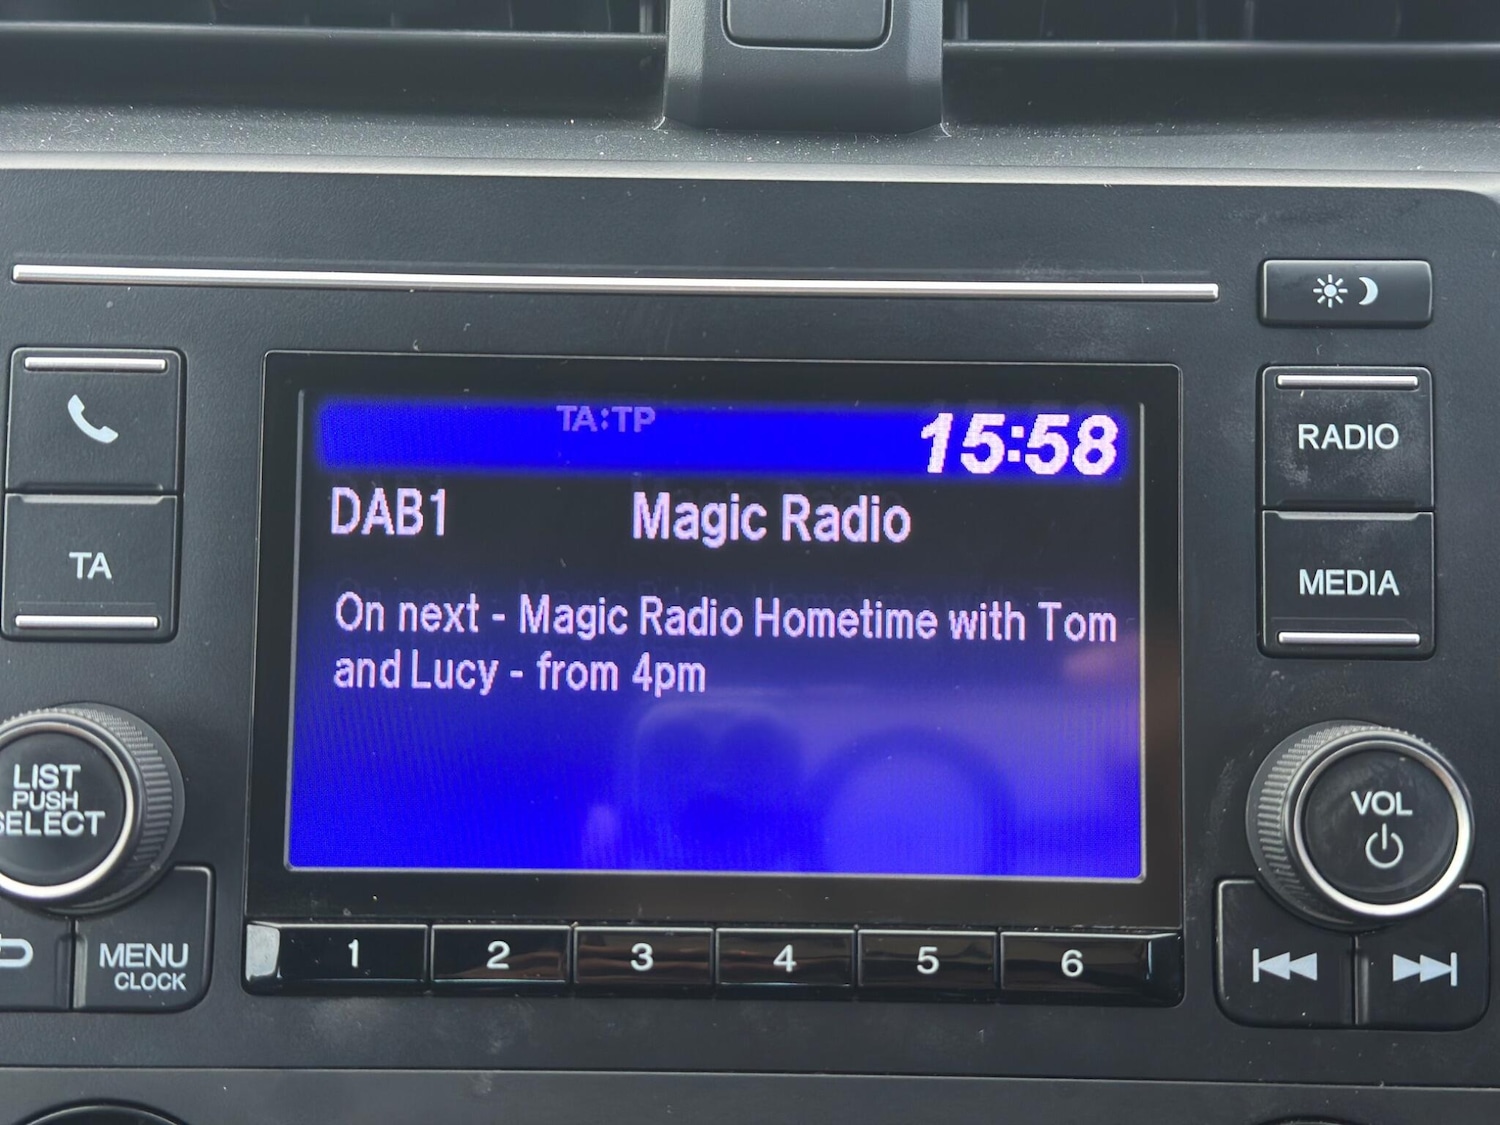 TA:TP 15:58
DAB1 Magic Radio
On next - Magic Radio Hometime with Tom
and Lucy - from 4pm
TA
RADIO
MEDIA
LIST
PUSH
SELECT
MENU
CLOCK
VOL
1 2 3 4 5 6